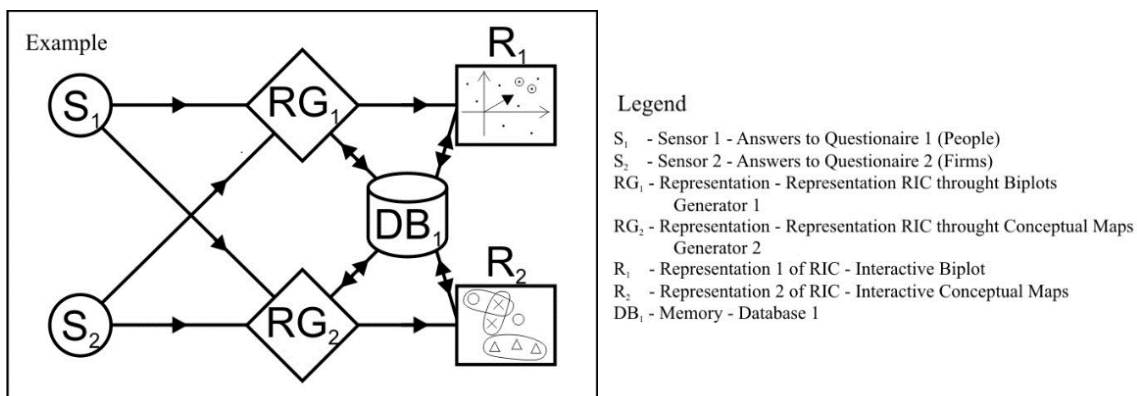 Example
S₁
S₂
RG₁
RG₂
DB₁
R₁
R₂
Legend
S₁ - Sensor 1 - Answers to Questionaire 1 (People)
S₂ - Sensor 2 - Answers to Questionaire 2 (Firms)
RG₁ - Representation - Representation RIC throught Biplots
Generator 1
RG₂ - Representation - Representation RIC throught Conceptual Maps
Generator 2
R₁ - Representation 1 of RIC - Interactive Biplot
R₂ - Representation 2 of RIC - Interactive Conceptual Maps
DB₁ - Memory - Database 1